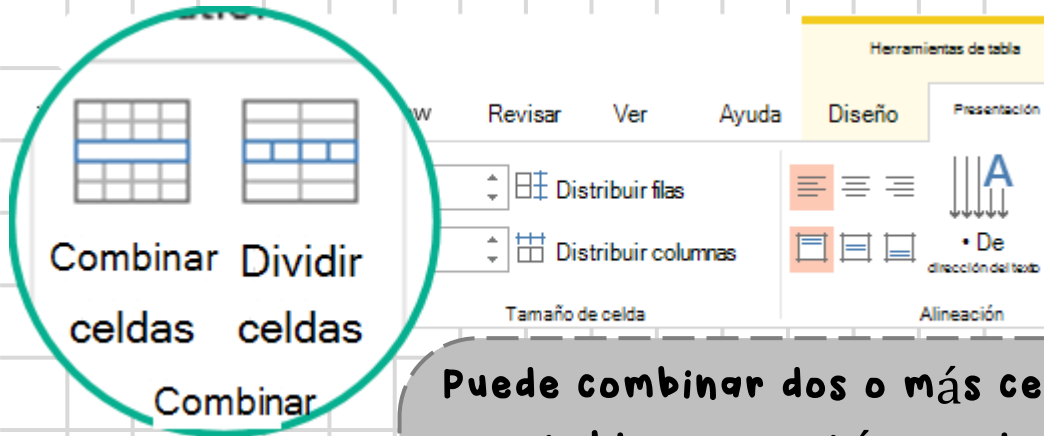 Herramientas de tabla
Revisar Ver Ayuda Diseño Presentación
Distribuir filas
Distribuir columnas
• De
dirección del texto
Tamaño de celda
Alineación
Combinar celdas
Dividir celdas
Combinar
Puede combinar dos o más